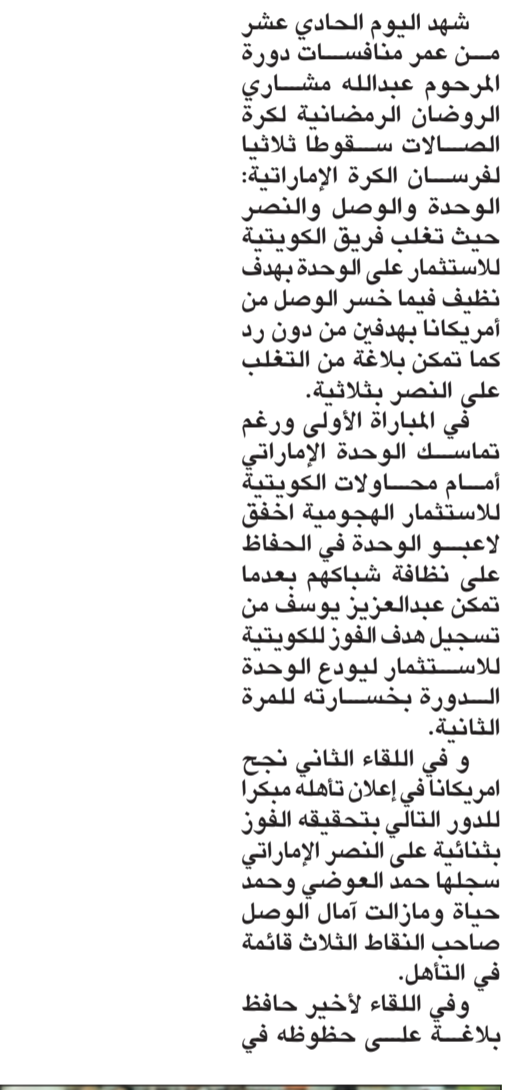 شهد اليوم الحادي عشر
من عمر منافسات دورة
المرحوم عبدالله مشاري
الروضان الرمضانية لكرة
الصالات سقوطا ثلاثيا
لفرسان الكرة الإماراتية:
الوحدة والوصل والنصر
حيث تغلب فريق الكويتية
للاستثمار على الوحدة بهدف
نظيف فيما خسر الوصل من
أمريكانا بهدفين من دون رد
كما تمكن بلاغة من التغلب
على النصر بثلاثية.
في المباراة الأولى ورغم
تماسك الوحدة الإماراتي
أمام محاولات الكويتية
للاستثمار الهجومية اخفق
لاعبو الوحدة في الحفاظ
على نظافة شباكهم بعدما
تمكن عبدالعزيز يوسف من
تسجيل هدف الفوز للكويتية
للاستثمار ليودع الوحدة
الدورة بخسارته للمرة
الثانية.
و في اللقاء الثاني نجح
امريكانا في إعلان تأهله مبكرا
للدور التالي بتحقيقه الفوز
بثنائية على النصر الإماراتي
سجلها حمد العوضي وحمد
حياة ومازالت آمال الوصل
صاحب النقاط الثلاث قائمة
في التأهل.
وفي اللقاء لأخير حافظ
بلاغة على حظوظه في